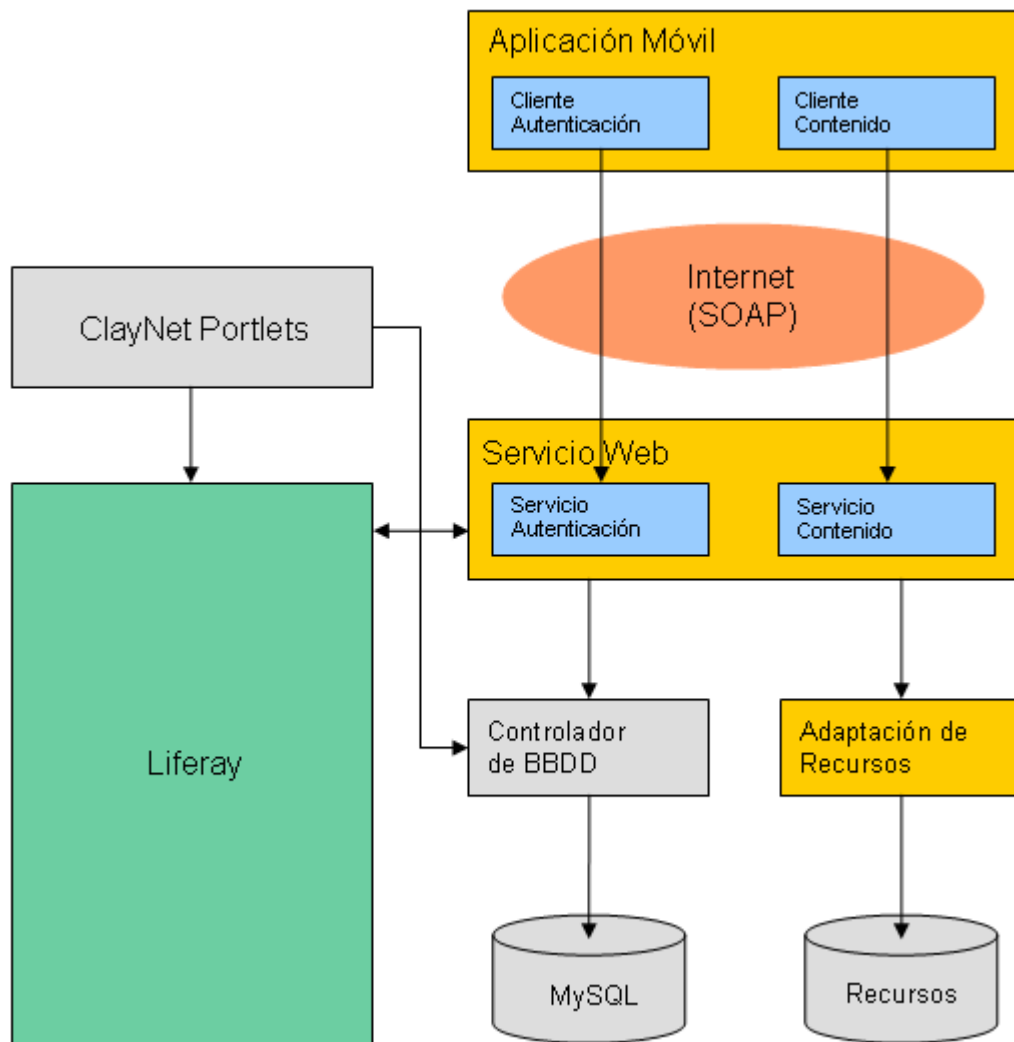 Aplicación Móvil
Cliente
Autenticación
Cliente
Contenido
Internet
(SOAP)
ClayNet Portlets
Servicio Web
Servicio
Autenticación
Servicio
Contenido
Liferay
Controlador
de BBDD
Adaptación de
Recursos
MySQL
Recursos